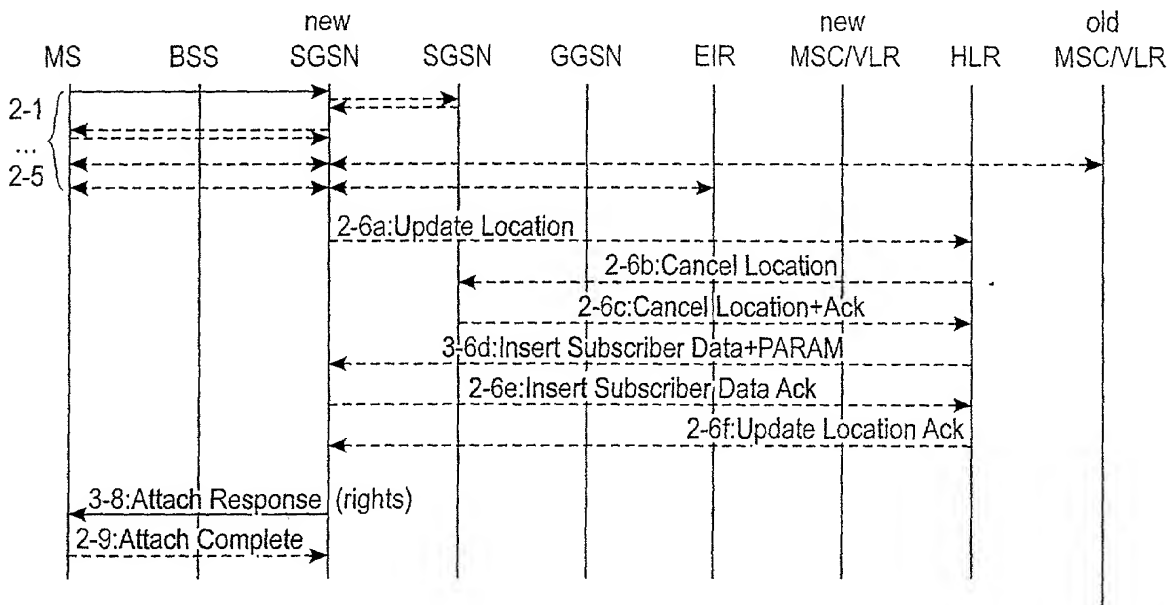 new new old
MS BSS SGSN SGSN GGSN EIR MSC/VLR HLR MSC/VLR
2-1
...
2-5
2-6a:Update Location
2-6b:Cancel Location
2-6c:Cancel Location+Ack
3-6d:Insert Subscriber Data+PARAM
2-6e:Insert Subscriber Data Ack
2-6f:Update Location Ack
3-8:Attach Response (rights)
2-9:Attach Complete